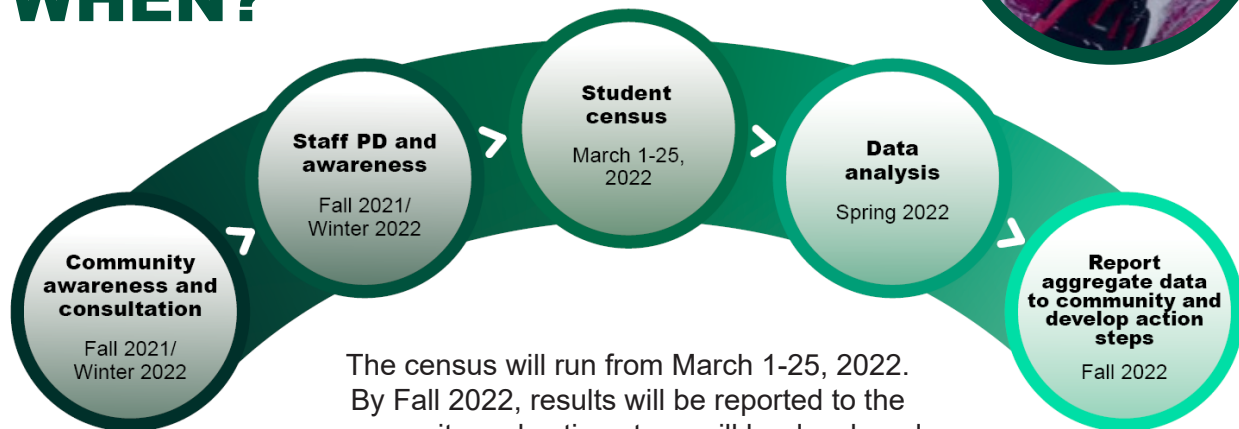 WHEN?
Community
awareness and
consultation
Fall 2021/
Winter 2022
Staff PD and
awareness
Fall 2021/
Winter 2022
Student
census
March 1-25,
2022
Data
analysis
Spring 2022
Report
aggregate data
to community and
develop action
steps
Fall 2022
The census will run from March 1-25, 2022.
By Fall 2022, results will be reported to the